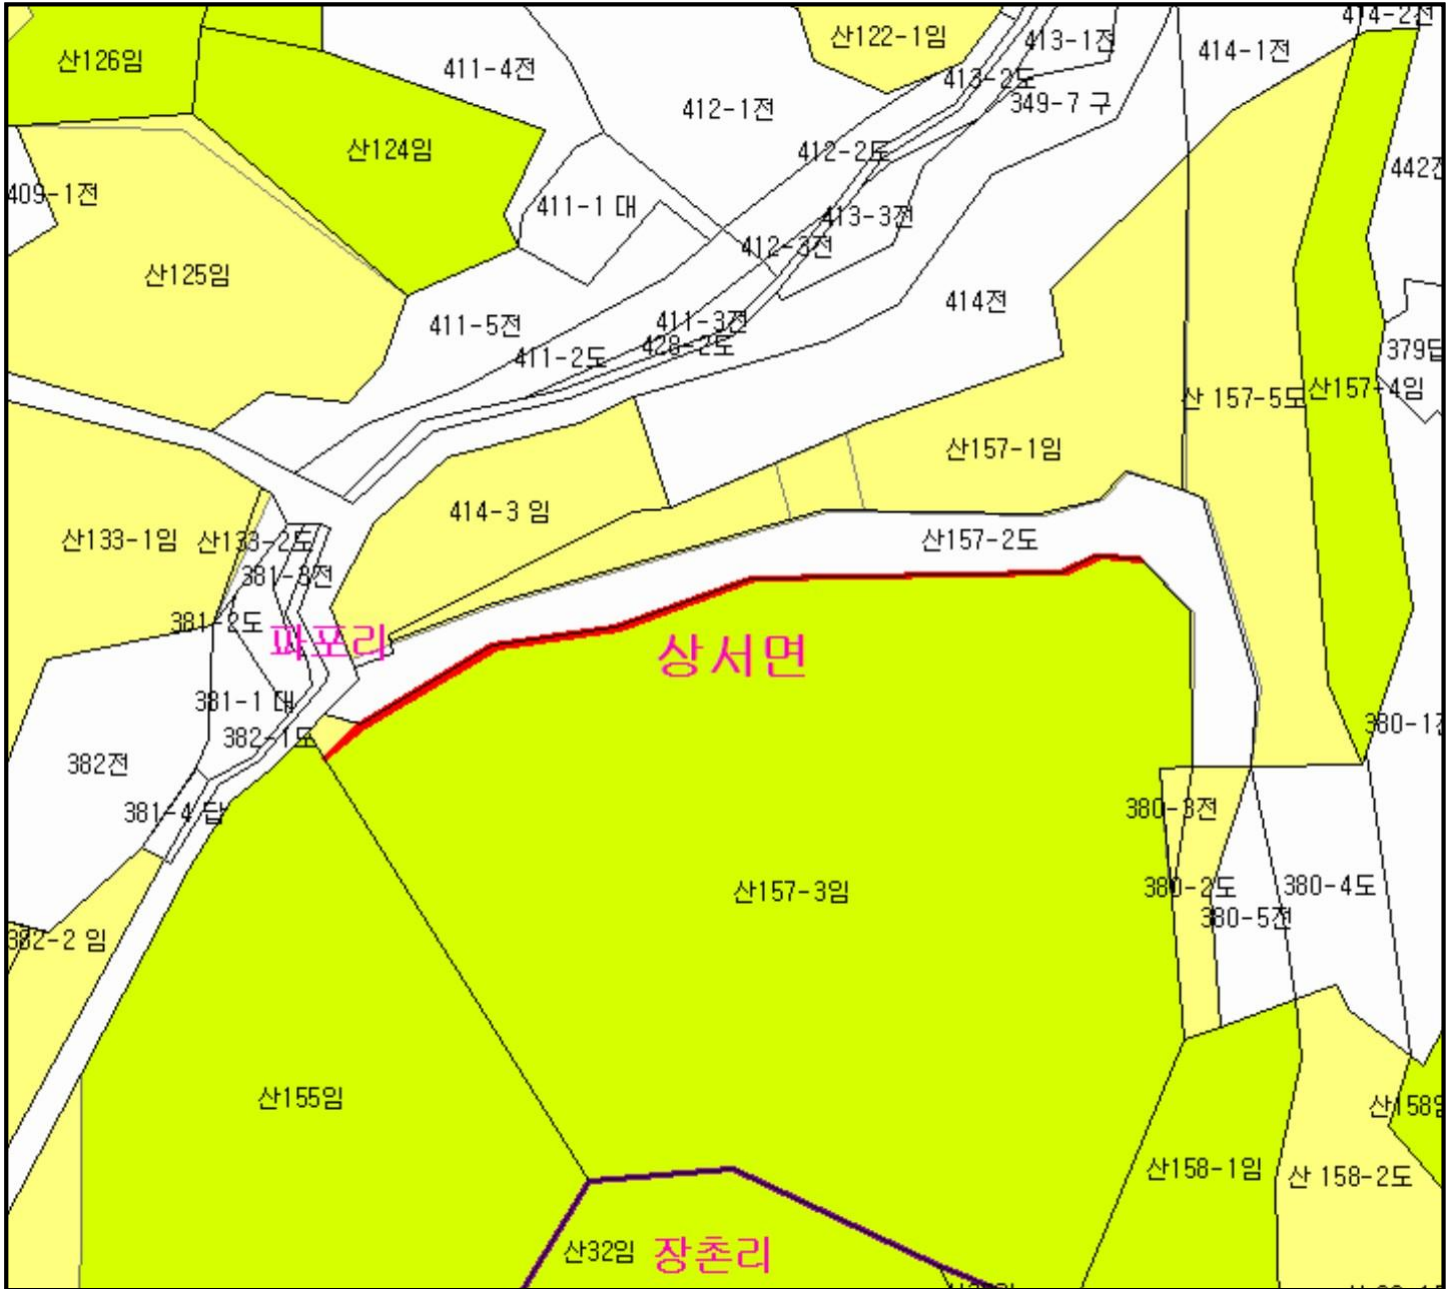 414-2전
산122-1임
413-1전
414-1전
산126임
411-4전
413-2도
349-7 구
412-1전
산124임
412-2도
409-1전
411-1 대
413-3전
412-3전
산125임
414전
411-5전
411-3전
428-2도
411-2도
산157-4임
산 157-5도
산157-1임
414-3 임
산133-1임
산133-2도
산157-2도
381-3전
381-2도
파포리
상서면
381-1 대
382-1도
382전
381-4 답
380-3전
산157-3임
380-2도
380-4도
380-5전
382-2 임
산155임
산158-1임
산 158-2도
산32임
장촌리